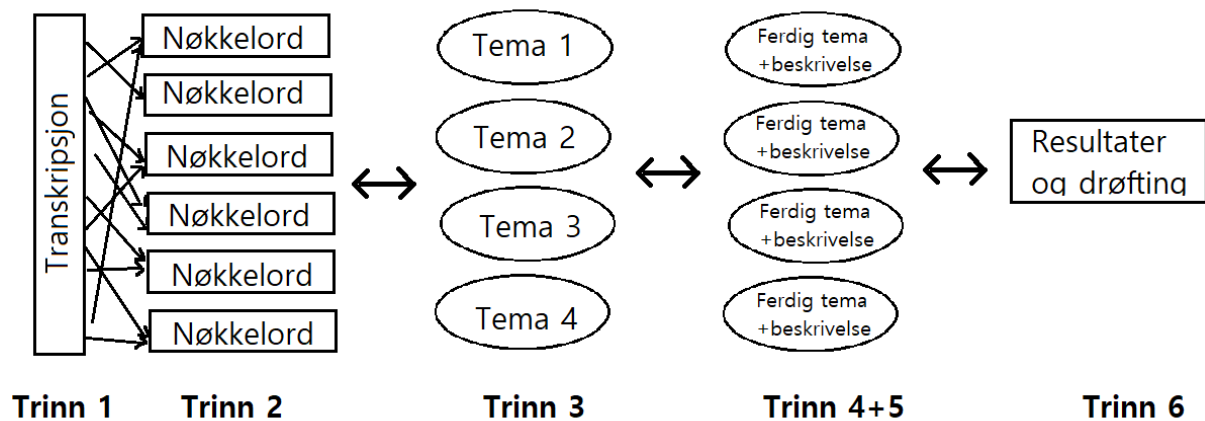 Transkripsjon
Nøkkelord
Nøkkelord
Nøkkelord
Nøkkelord
Nøkkelord
Nøkkelord
Tema 1
Tema 2
Tema 3
Tema 4
Ferdig tema
+beskrivelse
Ferdig tema
+beskrivelse
Ferdig tema
+beskrivelse
Ferdig tema
+beskrivelse
Resultater
og drøfting
Trinn 1
Trinn 2
Trinn 3
Trinn 4+5
Trinn 6